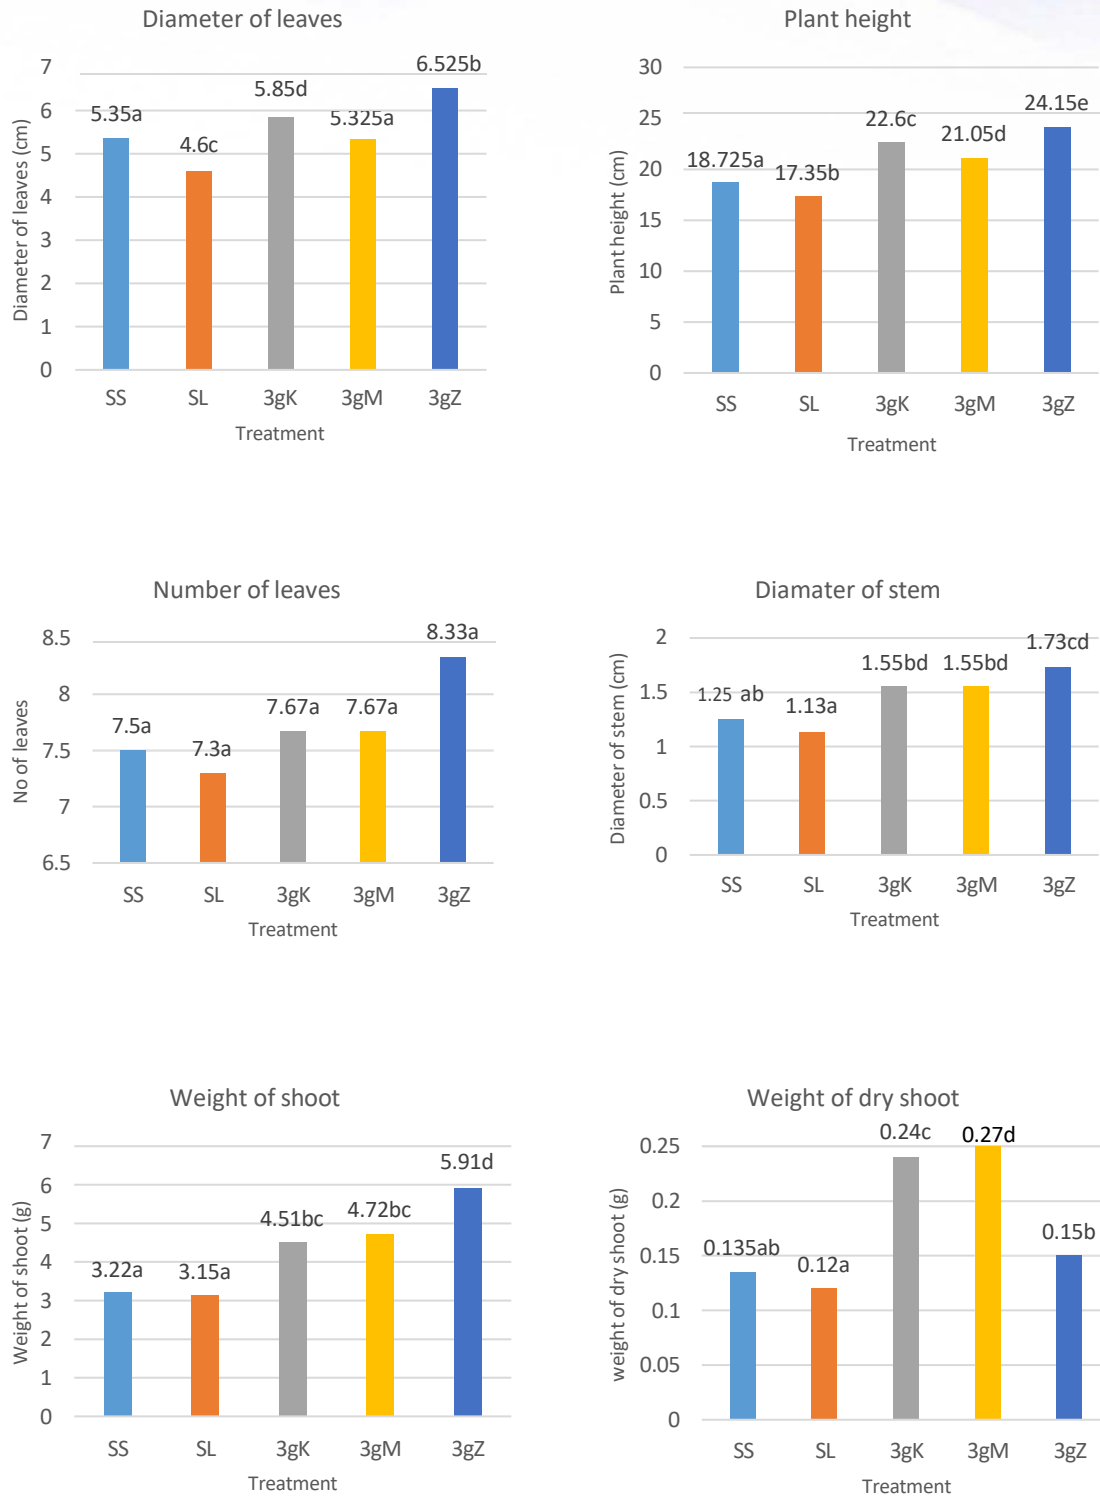 Diameter of leaves
7
6
5
4
3
2
1
0
Diameter of leaves (cm)
5.35a
4.6c
5.85d
5.325a
6.525b
SS SL 3gK 3gM 3gZ
Treatment
Plant height
30
25
20
15
10
5
0
Plant height (cm)
18.725a
17.35b
22.6c
21.05d
24.15e
SS SL 3gK 3gM 3gZ
Treatment
Number of leaves
8.5
8
7.5
7
6.5
No of leaves
7.5a
7.3a
7.67a
7.67a
8.33a
SS SL 3gK 3gM 3gZ
Treatment
Diamater of stem
2
1.5
1
0.5
0
Diameter of stem (cm)
1.25 ab
1.13a
1.55bd
1.55bd
1.73cd
SS SL 3gK 3gM 3gZ
Treatment
Weight of shoot
7
6
5
4
3
2
1
0
Weight of shoot (g)
3.22a
3.15a
4.51bc
4.72bc
5.91d
SS SL 3gK 3gM 3gZ
Treatment
Weight of dry shoot
0.25
0.2
0.15
0.1
0.05
0
weight of dry shoot (g)
0.135ab
0.12a
0.24c
0.27d
0.15b
SS SL 3gK 3gM 3gZ
Treatment